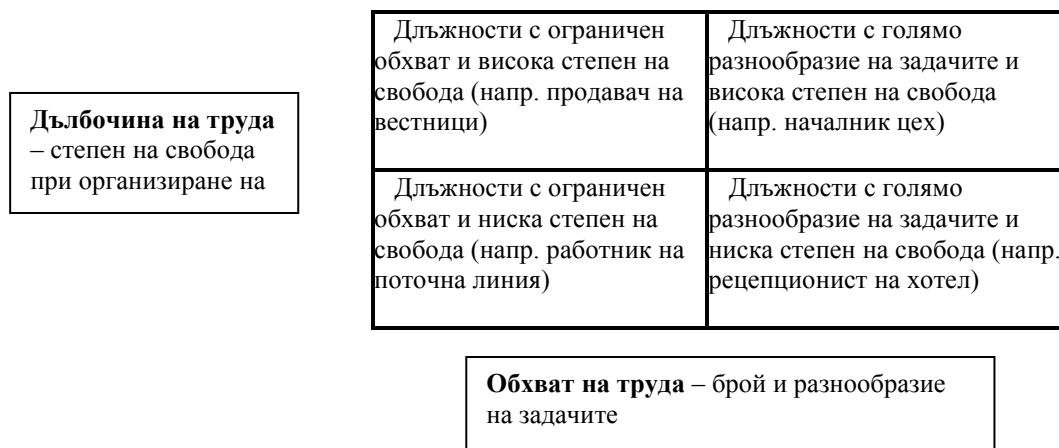 Длъжности с ограничен
обхват и висока степен на
свобода (напр. продавач на
вестници)
Длъжности с голямо
разнообразие на задачите и
висока степен на свобода
(напр. началник цех)
Дълбочина на труда
– степен на свобода
при организиране на
Длъжности с ограничен
обхват и ниска степен на
свобода (напр. работник на
поточна линия)
Длъжности с голямо
разнообразие на задачите и
ниска степен на свобода (напр.
рецепционист на хотел)
Обхват на труда – брой и разнообразие
на задачите